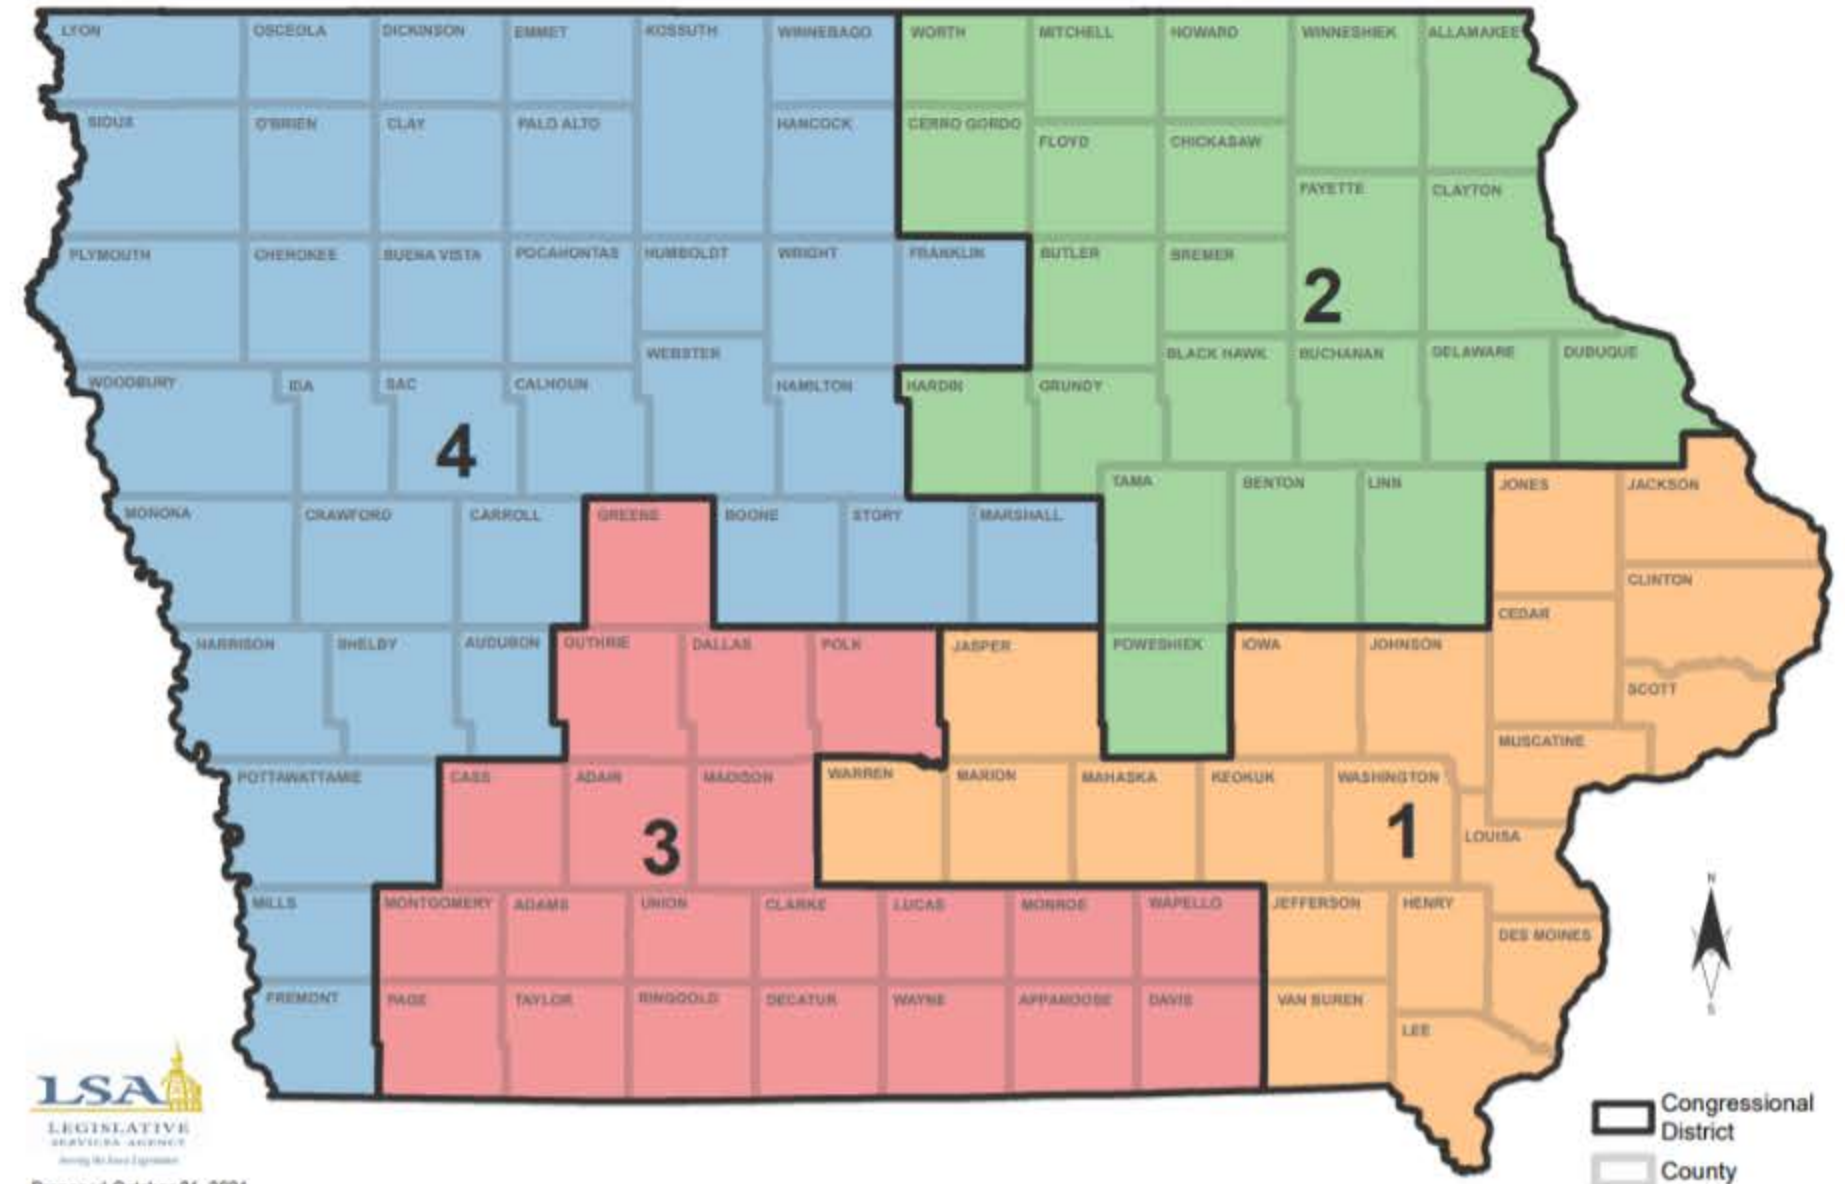 LYON OSCEOLA DICKINSON EMMET KOSSUTH WINNEBAGO WORTH MITCHELL HOWARD WINNESHIEK ALLAMAKEE
SIOUX O'BRIEN CLAY PALO ALTO HANCOCK CERRO GORDO
FLOYD CHICKASAW
FAYETTE CLAYTON
PLYMOUTH CHEROKEE BUENA VISTA POCAHONTAS HUMBOLDT WRIGHT FRANKLIN BUTLER BREMER
2
WEBSTER BLACK HAWK BUCHANAN DELAWARE DUBUQUE
WOODBURY IDA SAC CALHOUN HAMILTON HARDIN GRUNDY
4
TAMA BENTON LINN JONES JACKSON
MONONA CRAWFORD CARROLL GREENE BOONE STORY MARSHALL
CLINTON
CEDAR
HARRISON SHELBY AUDUBON GUTHRIE DALLAS POLK JASPER POWESHIEK IOWA JOHNSON
SCOTT
MUSCATINE
POTTAWATTAMIE CASS ADAIR MADISON WARREN MARION MAHASKA KEOKUK WASHINGTON
3
1
LOUISA
MILLS MONTGOMERY ADAMS UNION CLARKE LUCAS MONROE WAPELLO JEFFERSON HENRY
DES MOINES
FREMONT PAGE TAYLOR RINGGOLD DECATUR WAYNE APPANOOSE DAVIS VAN BUREN
LEE
N
S
LSA
LEGISLATIVE
SERVICES AGENCY
Serving the Iowa Legislature
Congressional
District
County